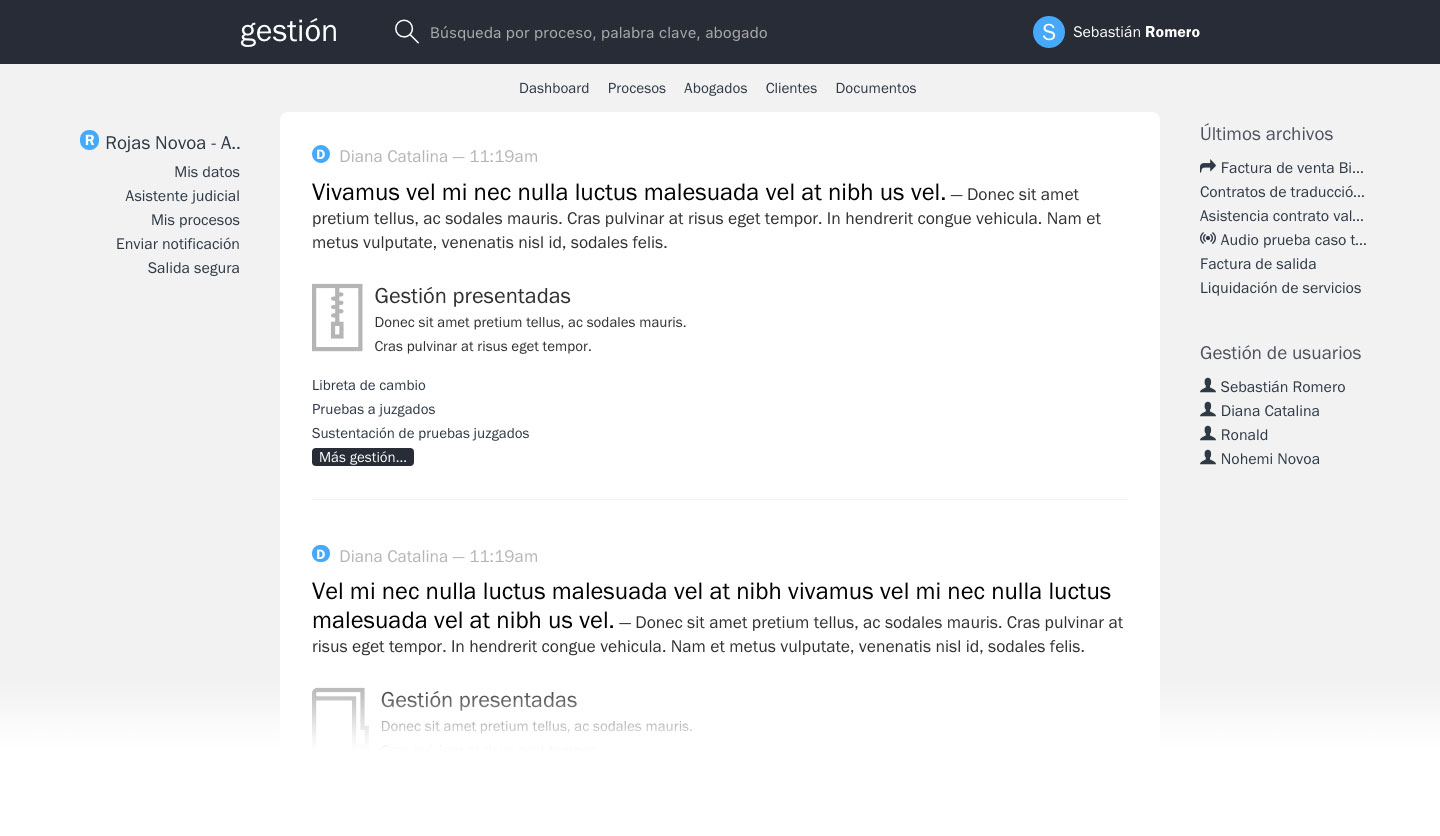 gestión
Búsqueda por proceso, palabra clave, abogado
S Sebastián Romero
Dashboard Procesos Abogados Clientes Documentos
R Rojas Novoa - A..
Mis datos
Asistente judicial
Mis procesos
Enviar notificación
Salida segura
D Diana Catalina — 11:19am
Vivamus vel mi nec nulla luctus malesuada vel at nibh us vel. — Donec sit amet
pretium tellus, ac sodales mauris. Cras pulvinar at risus eget tempor. In hendrerit congue vehicula. Nam et
metus vulputate, venenatis nisl id, sodales felis.
Gestión presentadas
Donec sit amet pretium tellus, ac sodales mauris.
Cras pulvinar at risus eget tempor.
Libreta de cambio
Pruebas a juzgados
Sustentación de pruebas juzgados
Más gestión...
D Diana Catalina — 11:19am
Vel mi nec nulla luctus malesuada vel at nibh vivamus vel mi nec nulla luctus
malesuada vel at nibh us vel. — Donec sit amet pretium tellus, ac sodales mauris. Cras pulvinar at
risus eget tempor. In hendrerit congue vehicula. Nam et metus vulputate, venenatis nisl id, sodales felis.
Gestión presentadas
Donec sit amet pretium tellus, ac sodales mauris.
Últimos archivos
Factura de venta Bi...
Contratos de traducció...
Asistencia contrato val...
Audio prueba caso t...
Factura de salida
Liquidación de servicios
Gestión de usuarios
Sebastián Romero
Diana Catalina
Ronald
Nohemi Novoa